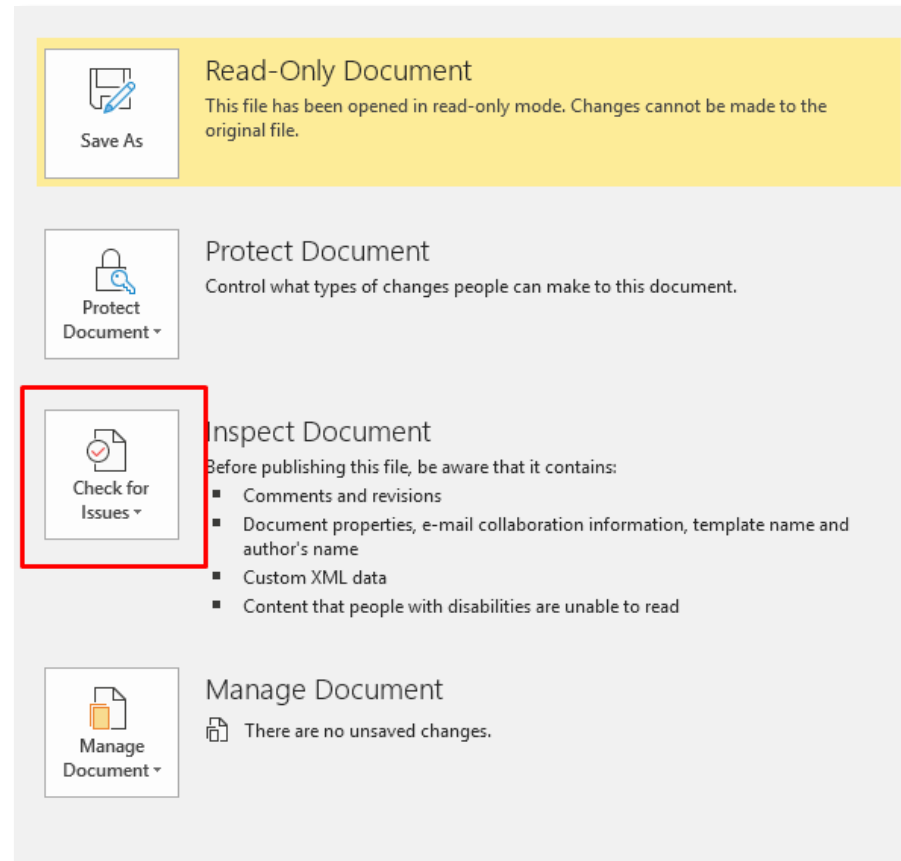 Save As
Read-Only Document
This file has been opened in read-only mode. Changes cannot be made to the
original file.
Protect
Document
Protect Document
Control what types of changes people can make to this document.
Check for
Issues
Inspect Document
Before publishing this file, be aware that it contains:
Comments and revisions
Document properties, e-mail collaboration information, template name and
author's name
Custom XML data
Content that people with disabilities are unable to read
Manage
Document
Manage Document
There are no unsaved changes.